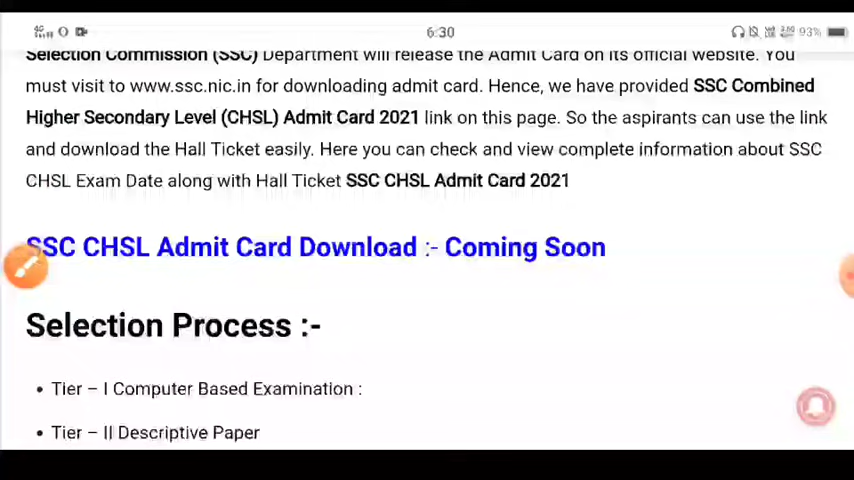 6:30
93%
Selection Commission (SSC) Department will release the Admit Card on its official website. You
must visit to www.ssc.nic.in for downloading admit card. Hence, we have provided SSC Combined
Higher Secondary Level (CHSL) Admit Card 2021 link on this page. So the aspirants can use the link
and download the Hall Ticket easily. Here you can check and view complete information about SSC
CHSL Exam Date along with Hall Ticket SSC CHSL Admit Card 2021
SSC CHSL Admit Card Download :- Coming Soon
Selection Process :-
• Tier – I Computer Based Examination :
• Tier – II Descriptive Paper